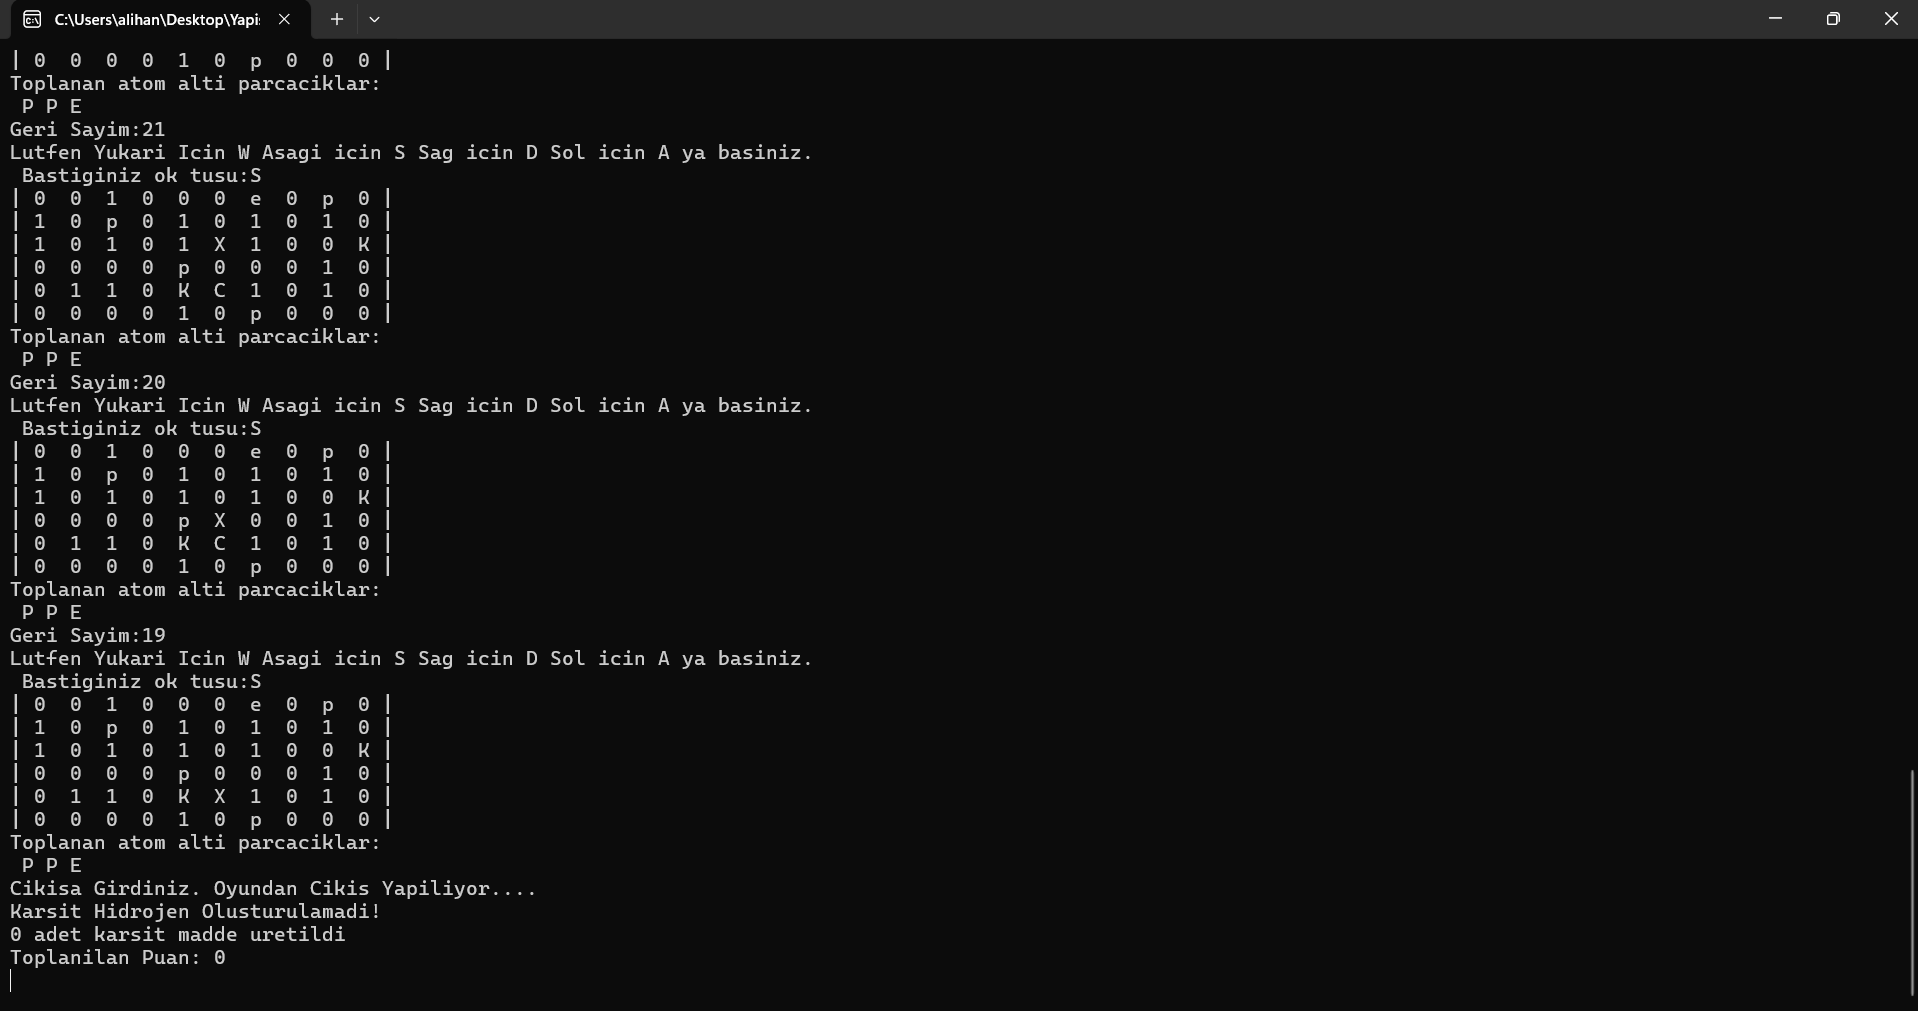 C:\Users\alihan\Desktop\Yapi
| 0 0 0 0 1 0 p 0 0 0 |
Toplanan atom alti parcaciklar:
P P E
Geri Sayim:21
Lutfen Yukari Icin W Asagi icin S Sag icin D Sol icin A ya basiniz.
Bastiginiz ok tusu:S
| 0 0 1 0 0 0 e 0 p 0 |
| 1 0 p 0 1 0 1 0 1 0 |
| 1 0 1 0 1 X 1 0 0 K |
| 0 0 0 0 p 0 0 0 1 0 |
| 0 1 1 0 K C 1 0 1 0 |
| 0 0 0 0 1 0 p 0 0 0 |
Toplanan atom alti parcaciklar:
P P E
Geri Sayim:20
Lutfen Yukari Icin W Asagi icin S Sag icin D Sol icin A ya basiniz.
Bastiginiz ok tusu:S
| 0 0 1 0 0 0 e 0 p 0 |
| 1 0 p 0 1 0 1 0 1 0 |
| 1 0 1 0 1 0 1 0 0 K |
| 0 0 0 0 p X 0 0 1 0 |
| 0 1 1 0 K C 1 0 1 0 |
| 0 0 0 0 1 0 p 0 0 0 |
Toplanan atom alti parcaciklar:
P P E
Geri Sayim:19
Lutfen Yukari Icin W Asagi icin S Sag icin D Sol icin A ya basiniz.
Bastiginiz ok tusu:S
| 0 0 1 0 0 0 e 0 p 0 |
| 1 0 p 0 1 0 1 0 1 0 |
| 1 0 1 0 1 0 1 0 0 K |
| 0 0 0 0 p 0 0 0 1 0 |
| 0 1 1 0 K X 1 0 1 0 |
| 0 0 0 0 1 0 p 0 0 0 |
Toplanan atom alti parcaciklar:
P P E
Cikisa Girdiniz. Oyundan Cikis Yapiliyor....
Karsit Hidrojen Olusturulamadi!
0 adet karsit madde uretildi
Toplanilan Puan: 0